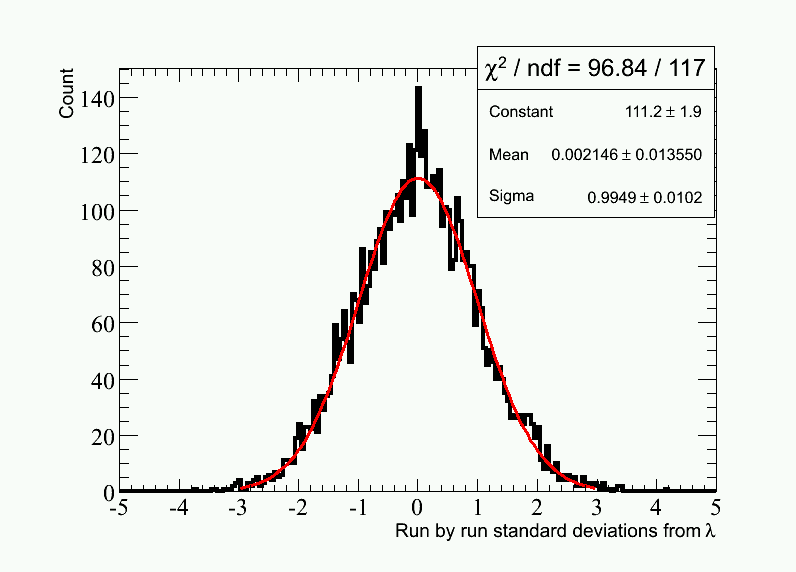 χ² / ndf = 96.84 / 117
Constant 111.2 ± 1.9
Mean 0.002146 ± 0.013550
Sigma 0.9949 ± 0.0102
Count
140
120
100
80
60
40
20
0
-5 -4 -3 -2 -1 0 1 2 3 4 5
Run by run standard deviations from λ